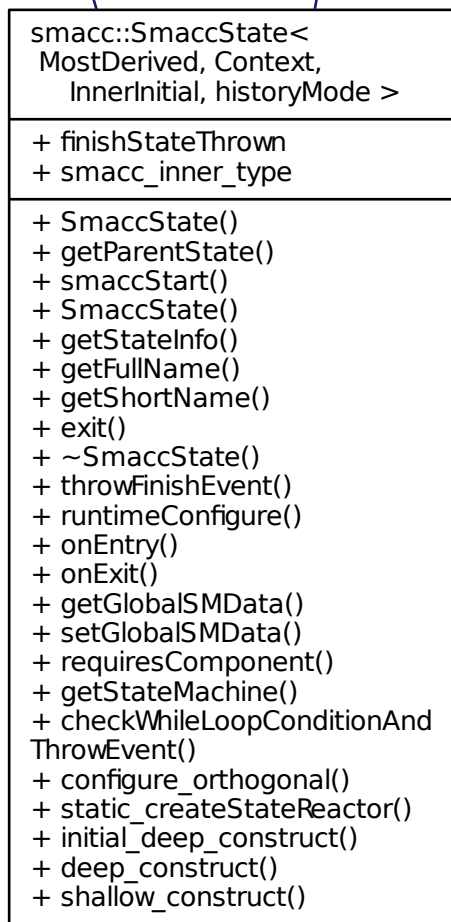 smacc::SmaccState<
MostDerived, Context,
InnerInitial, historyMode >
+ finishStateThrown
+ smacc_inner_type
+ SmaccState()
+ getParentState()
+ smaccStart()
+ SmaccState()
+ getStateInfo()
+ getFullName()
+ getShortName()
+ exit()
+ ~SmaccState()
+ throwFinishEvent()
+ runtimeConfigure()
+ onEntry()
+ onExit()
+ getGlobalSMData()
+ setGlobalSMData()
+ requiresComponent()
+ getStateMachine()
+ checkWhileLoopConditionAnd
ThrowEvent()
+ configure_orthogonal()
+ static_createStateReactor()
+ initial_deep_construct()
+ deep_construct()
+ shallow_construct()